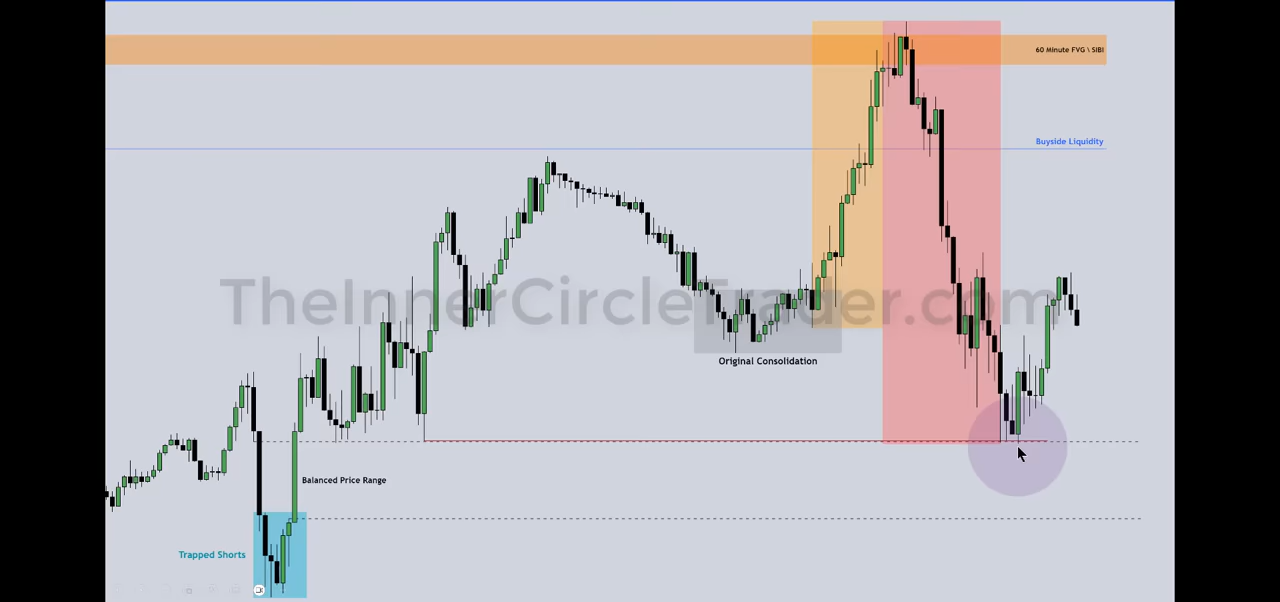 60 Minute FVG \ SIBI
Buyside Liquidity
TheInnerCircleTrader.com
Original Consolidation
Balanced Price Range
Trapped Shorts